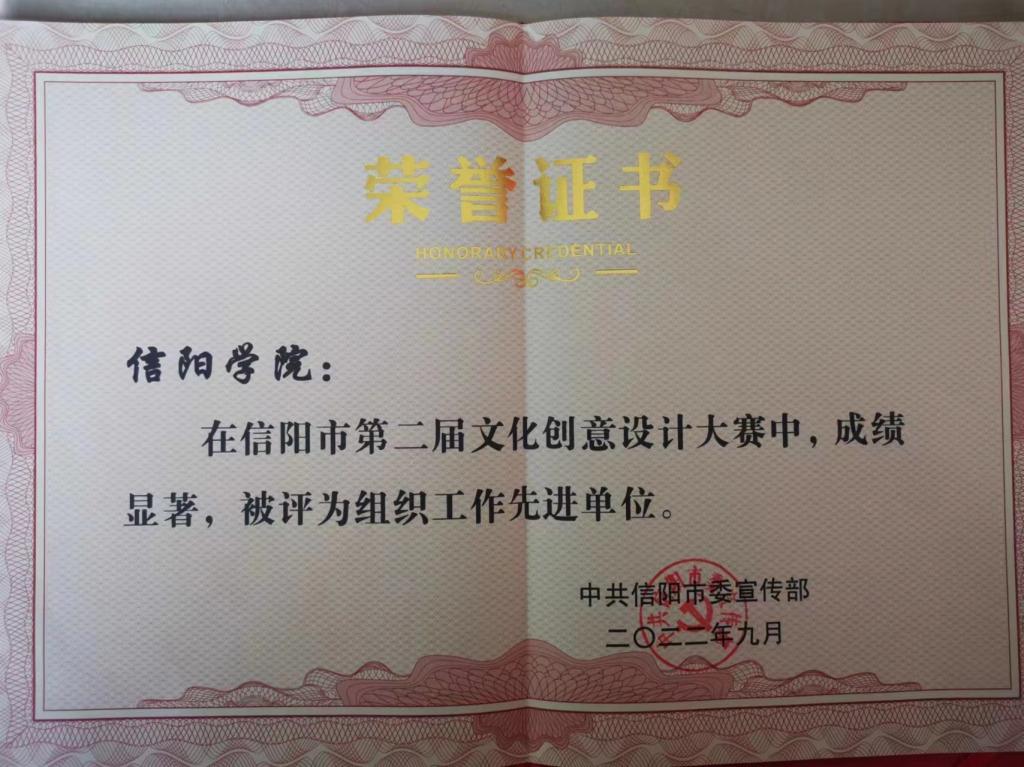 荣誉证书
HONORABY CREDENTIAL
信阳学院：
在信阳市第二届文化创意设计大赛中，成绩
显著，被评为组织工作先进单位。
中共信阳市委宣传部
二〇二二年九月